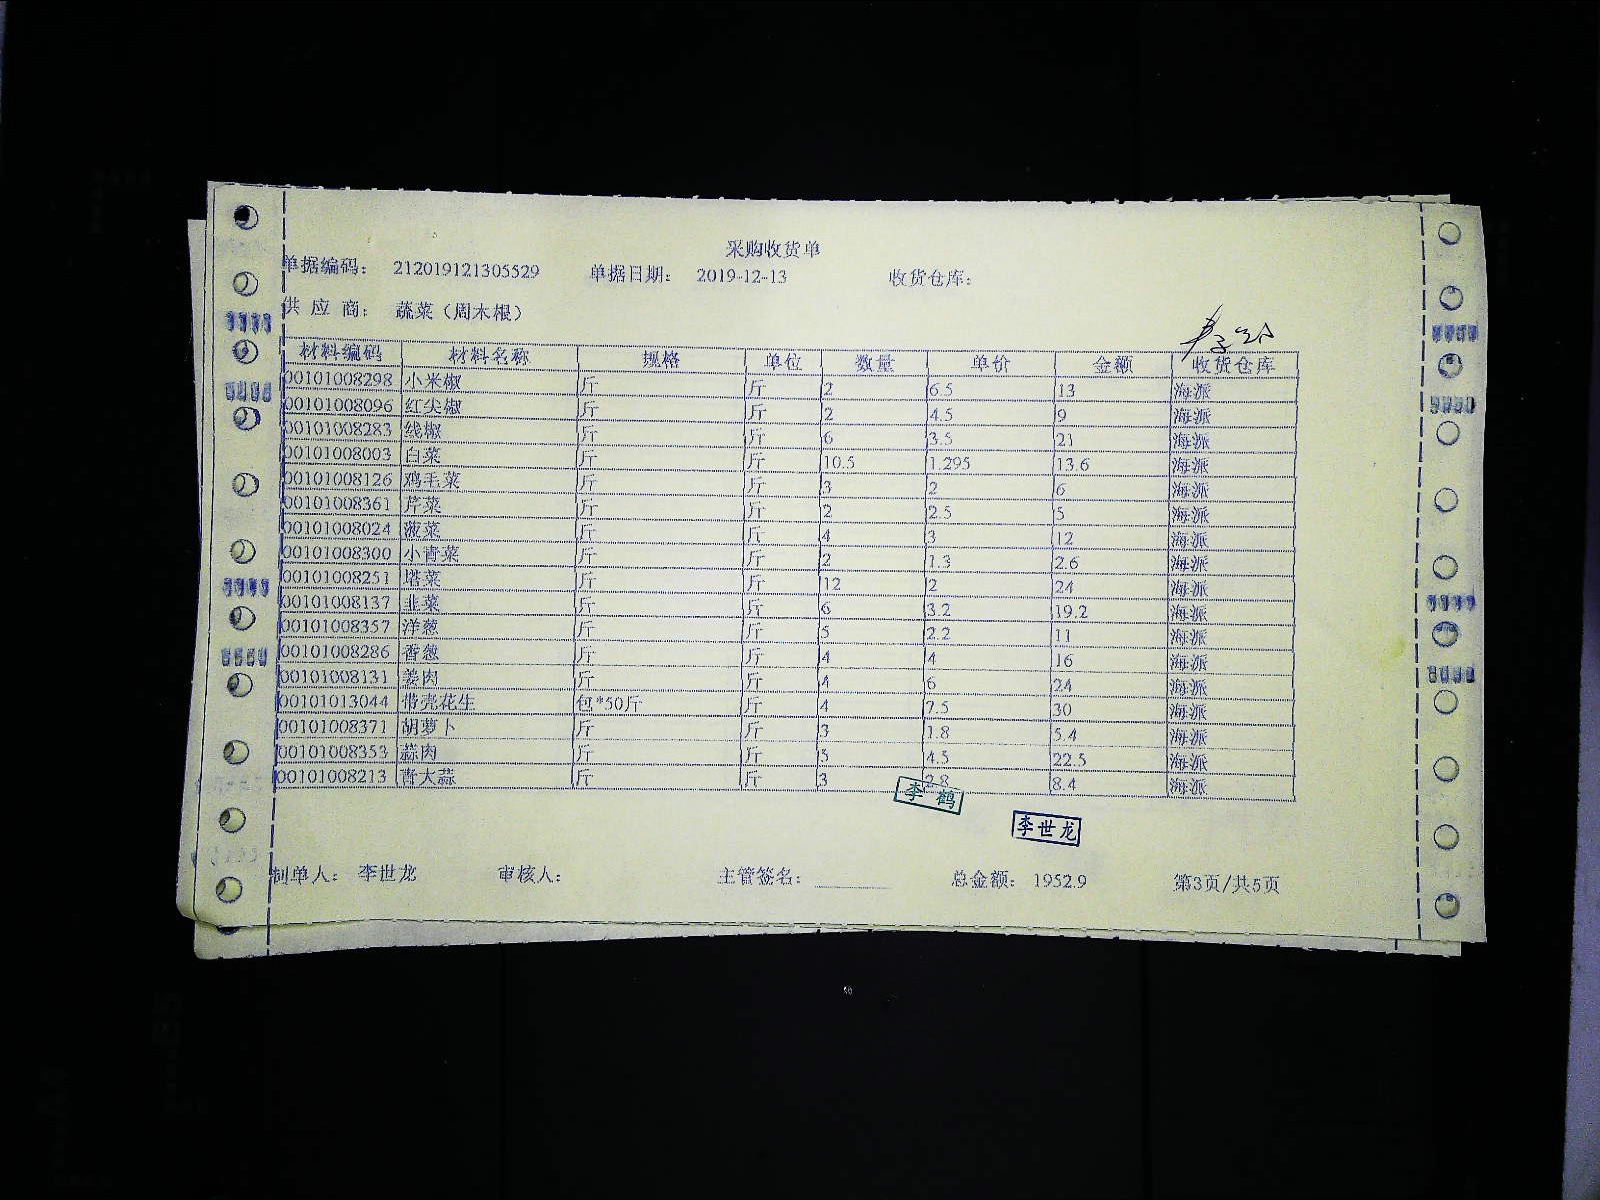 采购收货单
单据编码: 212019121305529 单据日期: 2019-12-13 收货仓库:
供应商: 蔬菜（周木根）
材料编码 材料名称 规格 单位 数量 单价 金额 收货仓库
00101008298 小米椒 斤 斤 2 6.5 13 海派
00101008096 红尖椒 斤 斤 2 4.5 9 海派
00101008283 线椒 斤 斤 6 3.5 21 海派
00101008003 白菜 斤 斤 10.5 1.295 13.6 海派
00101008126 鸡毛菜 斤 斤 3 2 6 海派
00101008361 芹菜 斤 斤 2 2.5 5 海派
00101008024 菠菜 斤 斤 4 3 12 海派
00101008300 小青菜 斤 斤 2 1.3 2.6 海派
00101008251 塔菜 斤 斤 12 2 24 海派
00101008137 韭菜 斤 斤 6 3.2 19.2 海派
00101008357 洋葱 斤 斤 5 2.2 11 海派
00101008286 香葱 斤 斤 4 4 16 海派
00101008131 姜肉 斤 斤 4 6 24 海派
00101013044 带壳花生 包*50斤 斤 4 7.5 30 海派
00101008371 胡萝卜 斤 斤 3 1.8 5.4 海派
00101008353 蒜肉 斤 斤 5 4.5 22.5 海派
00101008213 青大蒜 斤 斤 3 2.8 8.4 海派
李鹤
李世龙
制单人: 李世龙 审核人: 主管签名: 总金额: 1952.9 第3页/共5页